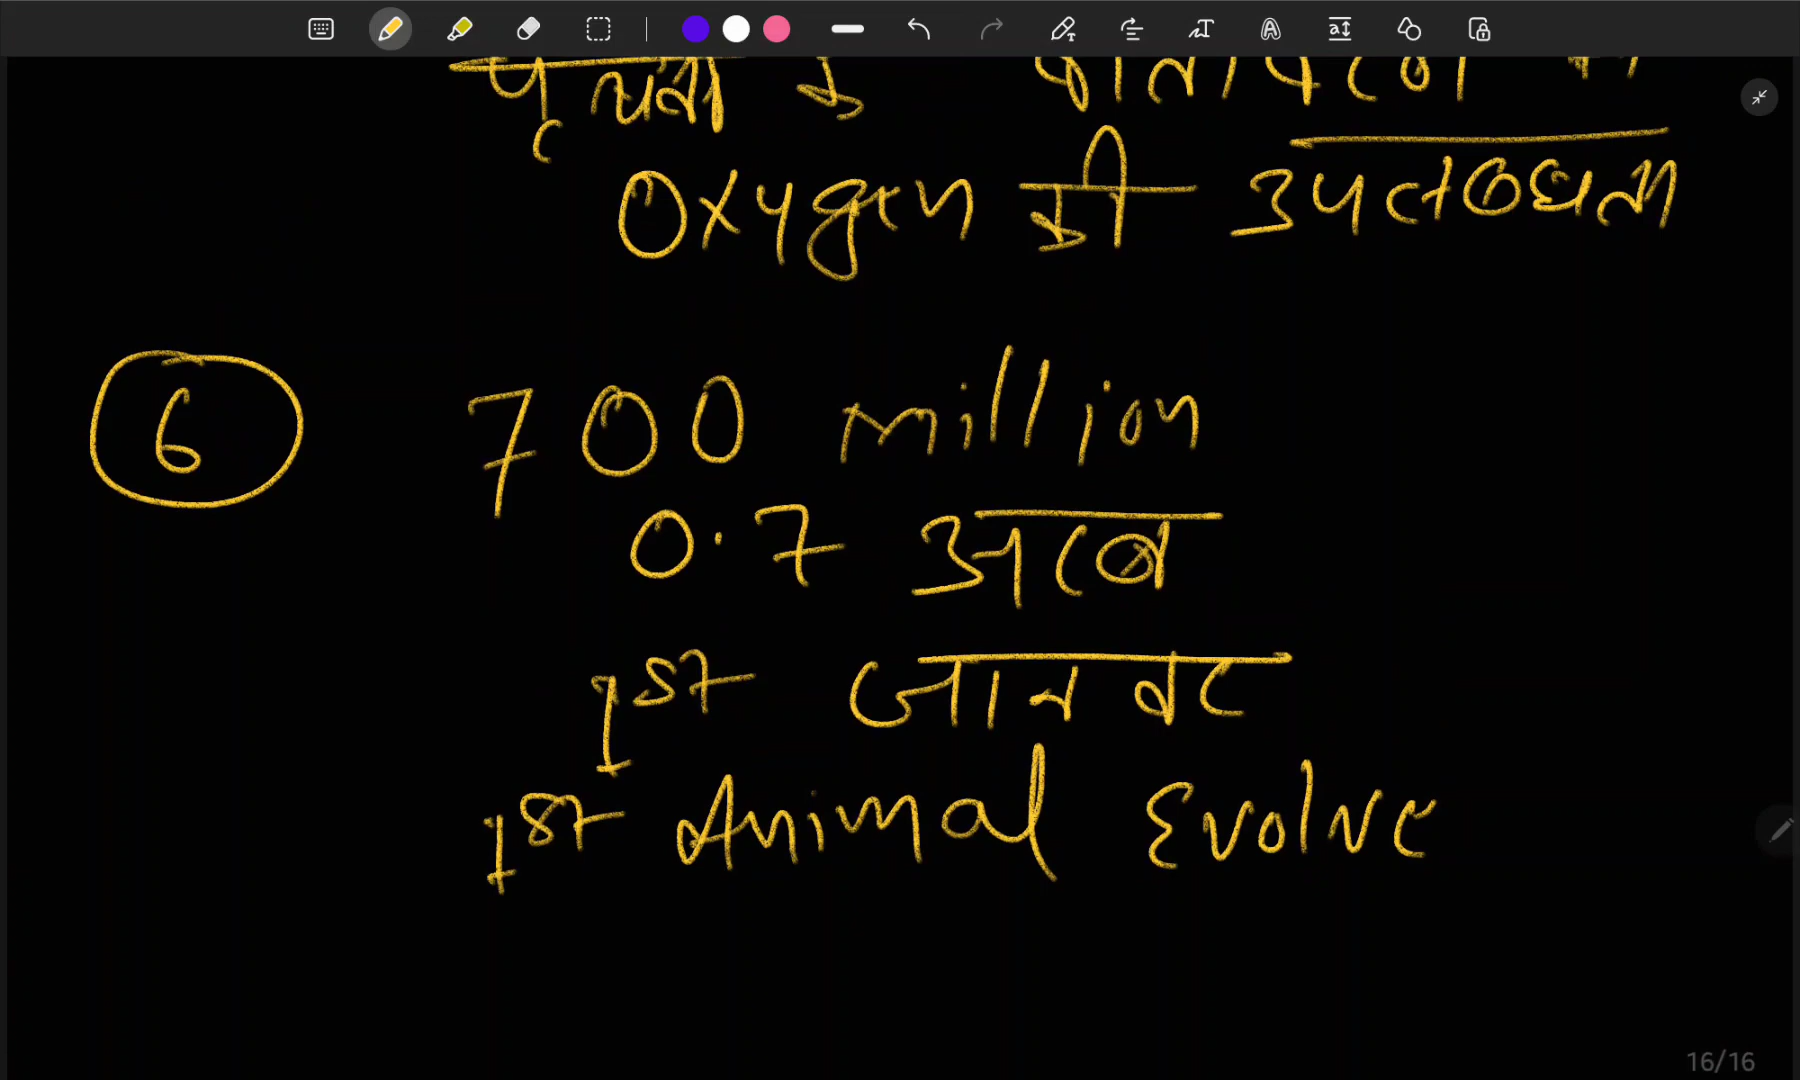 पृथ्वी के वातावरण में
Oxygen की उपलब्धता
6 700 million
0.7 अरब
1st जानवर
1st Animal Evolve
16/16